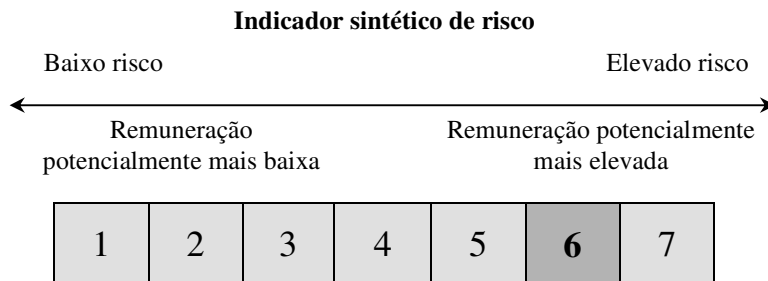 Indicador sintético de risco
Baixo risco Elevado risco
Remuneração Remuneração potencialmente
potencialmente mais baixa mais elevada
1 2 3 4 5 6 7